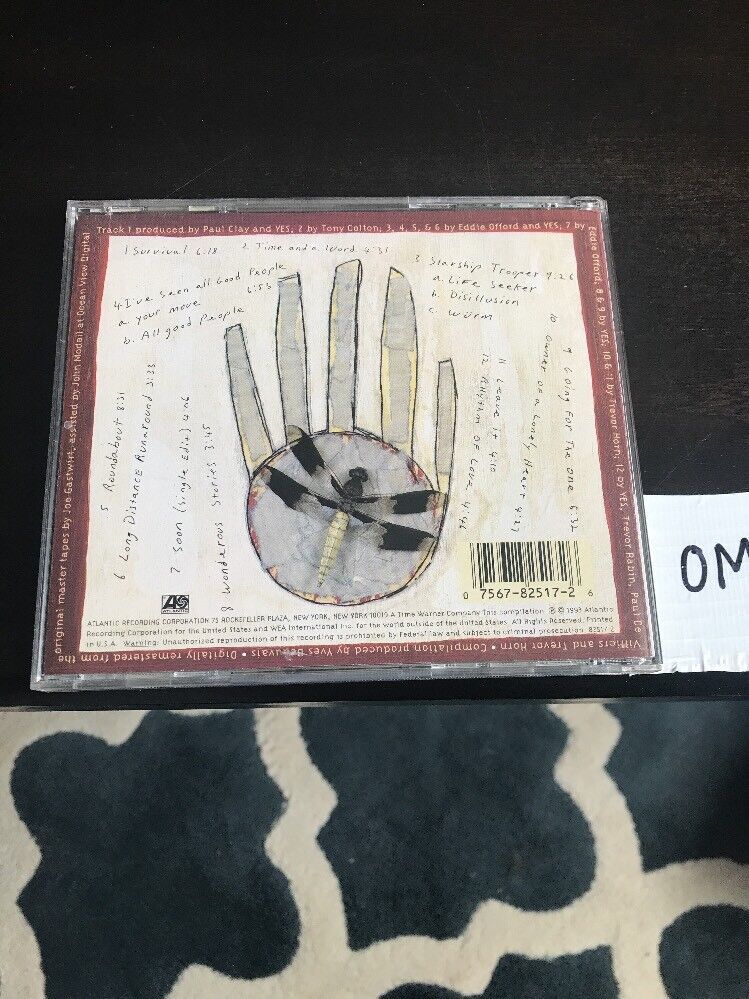 Track 1 produced by Paul Clay and YES; 2 by Tony Colton; 3, 4, 5, & 6 by Eddie Offord and YES, 7 by
Eddie Offord, 8 & 9 by YES; 10 & 11 by Trevor Horn; 12 by YES, Trevor Rabin, Paul De
Villiers and Trevor Horn • Compilation produced by Yves Beauvais • Digitally remastered from the
original master tapes by Joe Gastwirt, assisted by John Modell at Ocean View Digital
1 Survival 6:18
2. Time and a Word 4:31
3 Starship Trooper 9:26
a. Life Seeker
b. Disillusion
c. Würm
4. I've Seen all Good People
a. your move 6:53
b. All good People
5 Roundabout 8:31
6 Long Distance Runaround 3:33
7 Soon (single Edit) 4:06
8 Wonderous Stories 3:45
9 Going For The One 5:32
10 Owner of a Lonely Heart 4:27
11 Leave it 4:10
12 Rhythm Of Love 4:46
0 7567-82517-2 6
ATLANTIC RECORDING CORPORATION 75 ROCKEFELLER PLAZA, NEW YORK, NEW YORK 10019 A Time Warner Company This compilation ℗ © 1993 Atlantic
Recording Corporation for the United States and WEA International Inc. for the world outside of the United States. All Rights Reserved. Printed
in U.S.A. Warning: Unauthorized reproduction of this recording is prohibited by Federal law and subject to criminal prosecution. 82517-2
OM